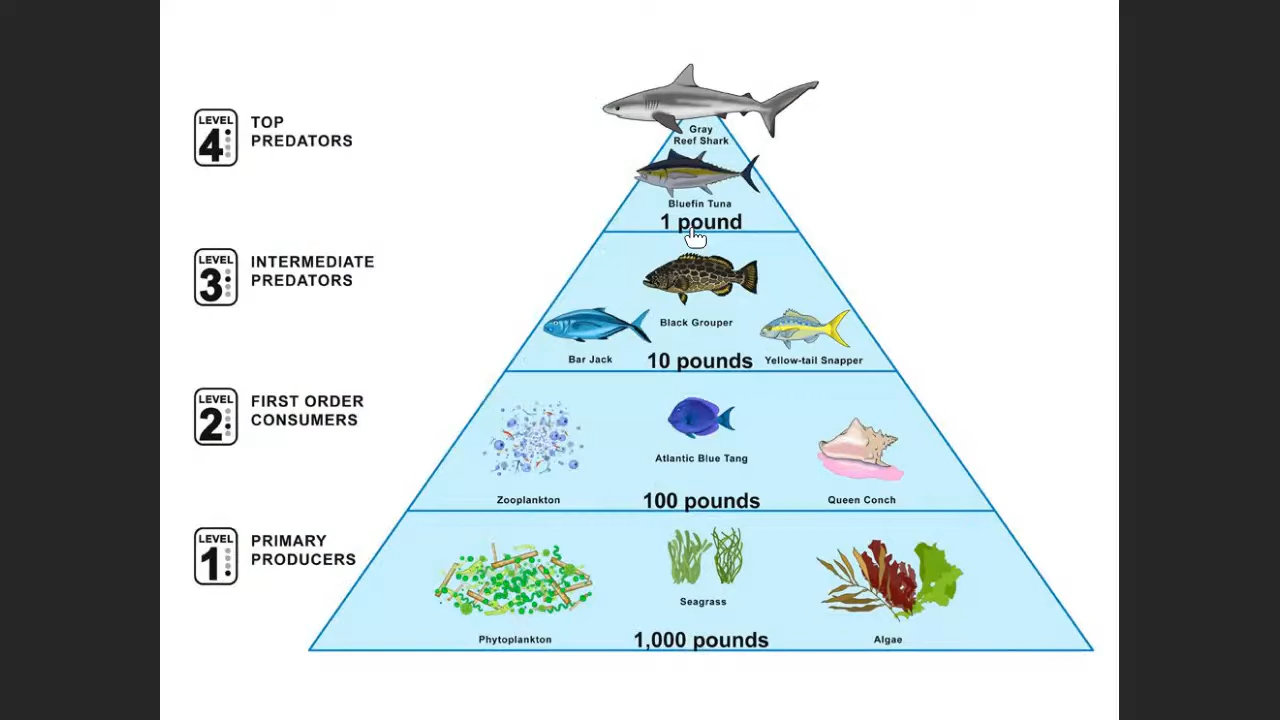 LEVEL
4
TOP
PREDATORS
Gray
Reef Shark
Bluefin Tuna
1 pound
LEVEL
3
INTERMEDIATE
PREDATORS
Black Grouper
Bar Jack
10 pounds
Yellow-tail Snapper
LEVEL
2
FIRST ORDER
CONSUMERS
Atlantic Blue Tang
Zooplankton
100 pounds
Queen Conch
LEVEL
1
PRIMARY
PRODUCERS
Seagrass
Phytoplankton
1,000 pounds
Algae